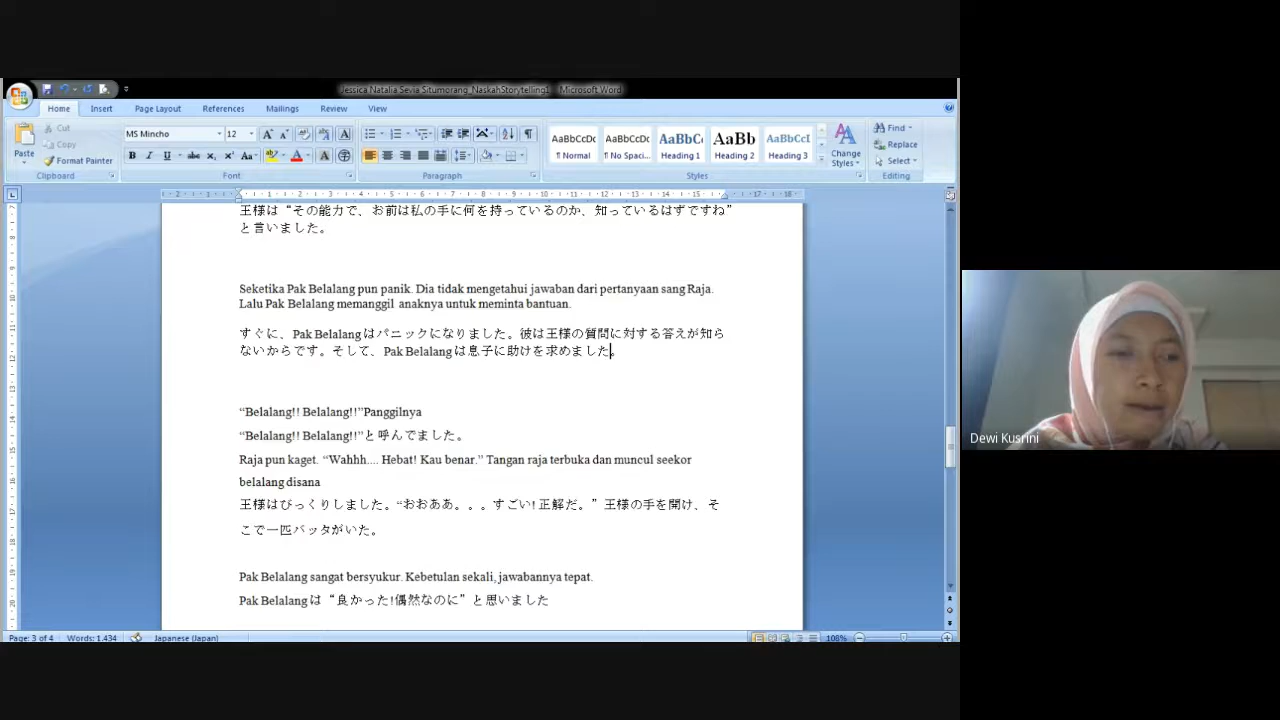 Jessica Natalia Sevia Situmorang_NaskahStorytelling1 - Microsoft Word
Home Insert Page Layout References Mailings Review View
Paste
Cut
Copy
Format Painter
Clipboard
MS Mincho 12
Font
Paragraph
AaBbCcDc AaBbCcDc AaBbC AaBb AaBbCcI
¶ Normal ¶ No Spaci... Heading 1 Heading 2 Heading 3
Change Styles
Styles
Find
Replace
Select
Editing
王様は“その能力で、お前は私の手に何を持っているのか、知っているはずですね”
と言いました。
Seketika Pak Belalang pun panik. Dia tidak mengetahui jawaban dari pertanyaan sang Raja.
Lalu Pak Belalang memanggil anaknya untuk meminta bantuan.
すぐに、Pak Belalangはパニックになりました。彼は王様の質問に対する答えが知ら
ないからです。そして、Pak Belalangは息子に助けを求めました。
“Belalang!! Belalang!!”Panggilnya
“Belalang!! Belalang!!”と呼んでました。
Raja pun kaget. “Wahhh.... Hebat! Kau benar.” Tangan raja terbuka dan muncul seekor
belalang disana
王様はびっくりしました。“おおああ。。。すごい! 正解だ。”王様の手を開け、そ
こで一匹バッタがいた。
Pak Belalang sangat bersyukur. Kebetulan sekali, jawabannya tepat.
Pak Belalangは“良かった!偶然なのに”と思いました
Page: 3 of 4 Words: 1.434 Japanese (Japan) 108%
Dewi Kusrini